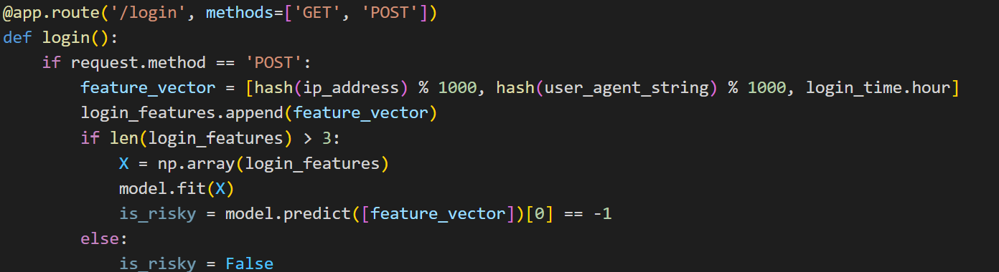 @app.route('/login', methods=['GET', 'POST'])
def login():
    if request.method == 'POST':
        feature_vector = [hash(ip_address) % 1000, hash(user_agent_string) % 1000, login_time.hour]
        login_features.append(feature_vector)
        if len(login_features) > 3:
            X = np.array(login_features)
            model.fit(X)
            is_risky = model.predict([feature_vector])[0] == -1
        else:
            is_risky = False